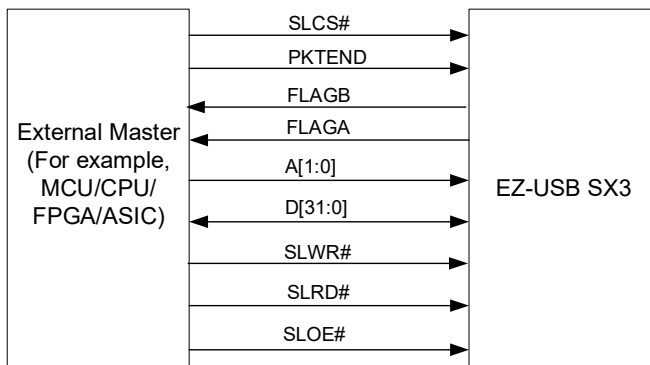 SLCS#
PKTEND
FLAGB
FLAGA
External Master
(For example,
MCU/CPU/
FPGA/ASIC)
A[1:0]
EZ-USB SX3
D[31:0]
SLWR#
SLRD#
SLOE#